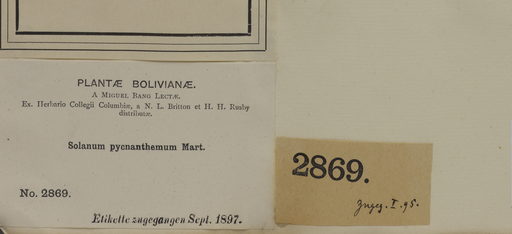 PLANTÆ BOLIVIANÆ.
A MIGUEL BANG LECTÆ.
Ex. Herbario Collegii Columbiæ, a N. L. Britton et H. H. Rusby
distributæ.
Solanum pycnanthemum Mart.
No. 2869.
Etikette zugegangen Sept. 1897.
2869.
Zugeg. I. 95.